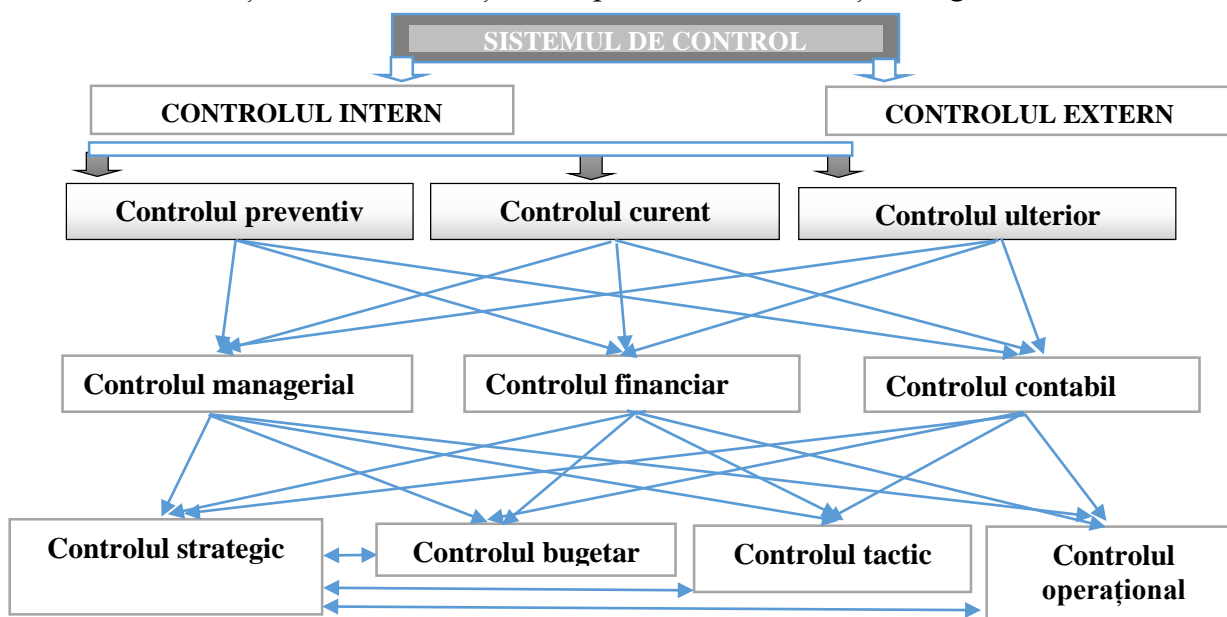 SISTEMUL DE CONTROL
CONTROLUL INTERN
CONTROLUL EXTERN
Controlul preventiv
Controlul curent
Controlul ulterior
Controlul managerial
Controlul financiar
Controlul contabil
Controlul strategic
Controlul bugetar
Controlul tactic
Controlul
operațional